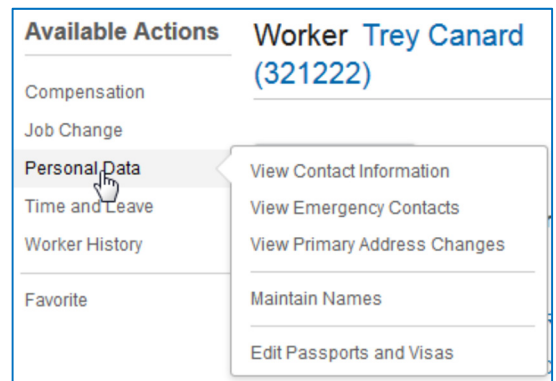 Available Actions
Compensation
Job Change
Personal Data
Time and Leave
Worker History
Favorite
Worker Trey Canard
(321222)
View Contact Information
View Emergency Contacts
View Primary Address Changes
Maintain Names
Edit Passports and Visas